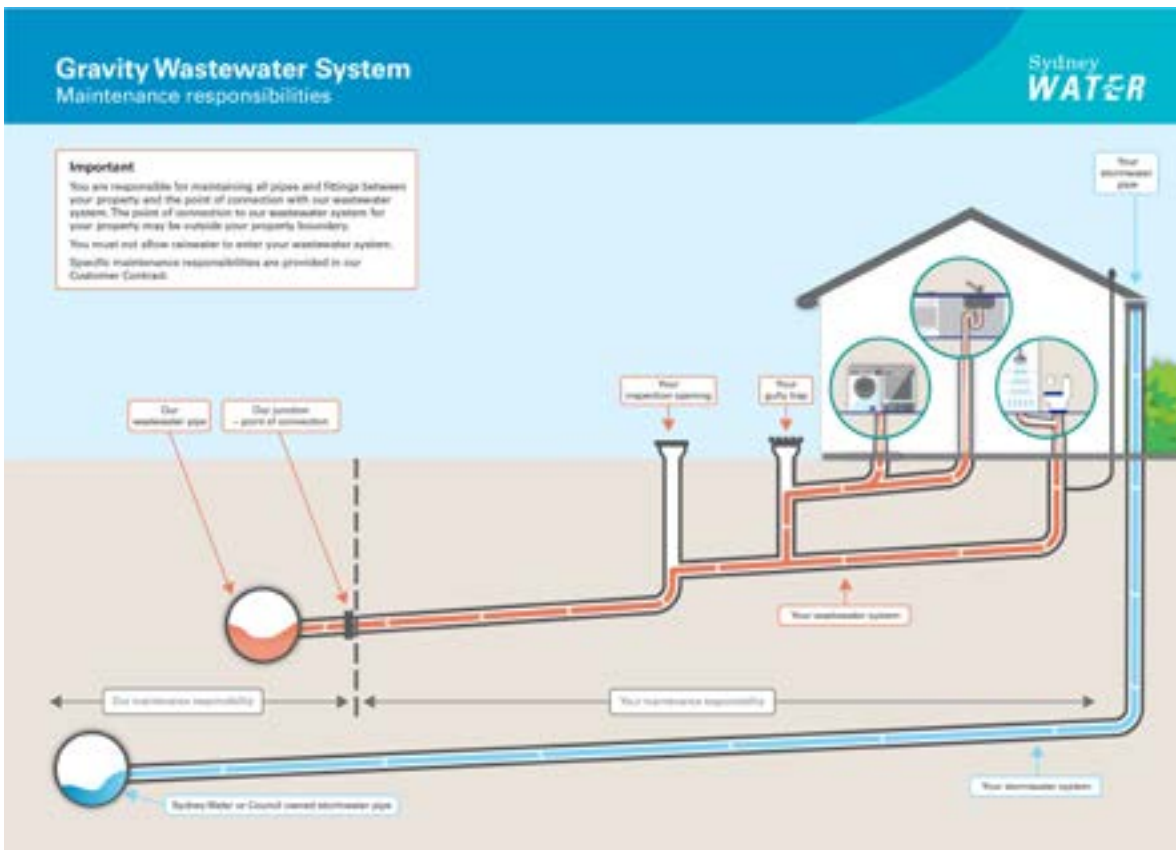 Gravity Wastewater System
Maintenance responsibilities
Sydney
WATER
Important
You are responsible for maintaining all pipes and fittings between
your property and the point of connection with our wastewater
system. The point of connection to our wastewater system for
your property may be outside your property boundary.
You must not allow rainwater to enter your wastewater system.
Specific maintenance responsibilities are provided in our
Customer Contract.
Your
stormwater
pipe
Our
wastewater pipe
Our junction
– point of connection
Your
inspection opening
Your
gully trap
Your wastewater system
Our maintenance responsibility
Your maintenance responsibility
Sydney Water or Council owned stormwater pipe
Your stormwater system